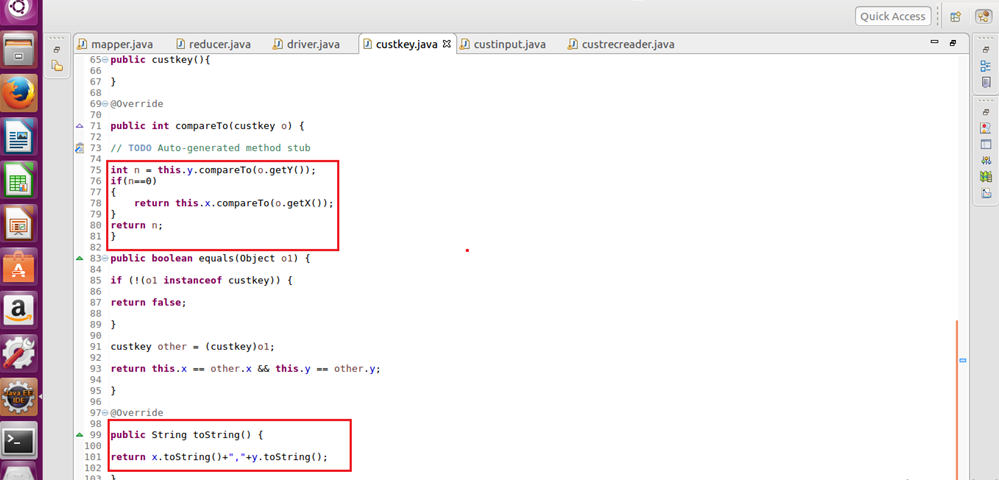 Quick Access
mapper.java reducer.java driver.java custkey.java custinput.java custrecreader.java
65 public custkey(){
66
67 }
68
69 @Override
70
71 public int compareTo(custkey o) {
72
73 // TODO Auto-generated method stub
74
75 int n = this.y.compareTo(o.getY());
76 if(n==0)
77 {
78 return this.x.compareTo(o.getX());
79 }
80 return n;
81 }
82
83 public boolean equals(Object o1) {
84
85 if (!(o1 instanceof custkey)) {
86
87 return false;
88
89 }
90
91 custkey other = (custkey)o1;
92
93 return this.x == other.x && this.y == other.y;
94
95 }
96
97 @Override
98
99 public String toString() {
100
101 return x.toString()+","+y.toString();
102
103 }
Java EE
IDE